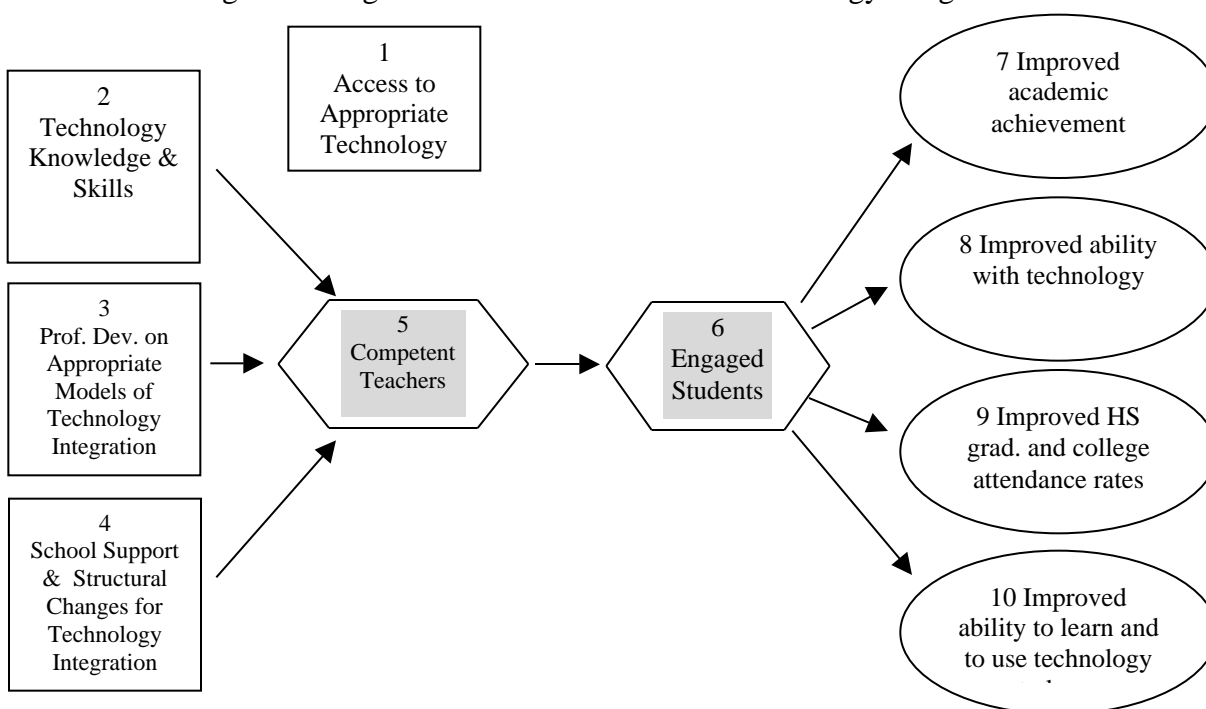 1
Access to
Appropriate
Technology
2
Technology
Knowledge &
Skills
3
Prof. Dev. on
Appropriate
Models of
Technology
Integration
4
School Support
& Structural
Changes for
Technology
Integration
5
Competent
Teachers
6
Engaged
Students
7 Improved
academic
achievement
8 Improved ability
with technology
9 Improved HS
grad. and college
attendance rates
10 Improved
ability to learn and
to use technology